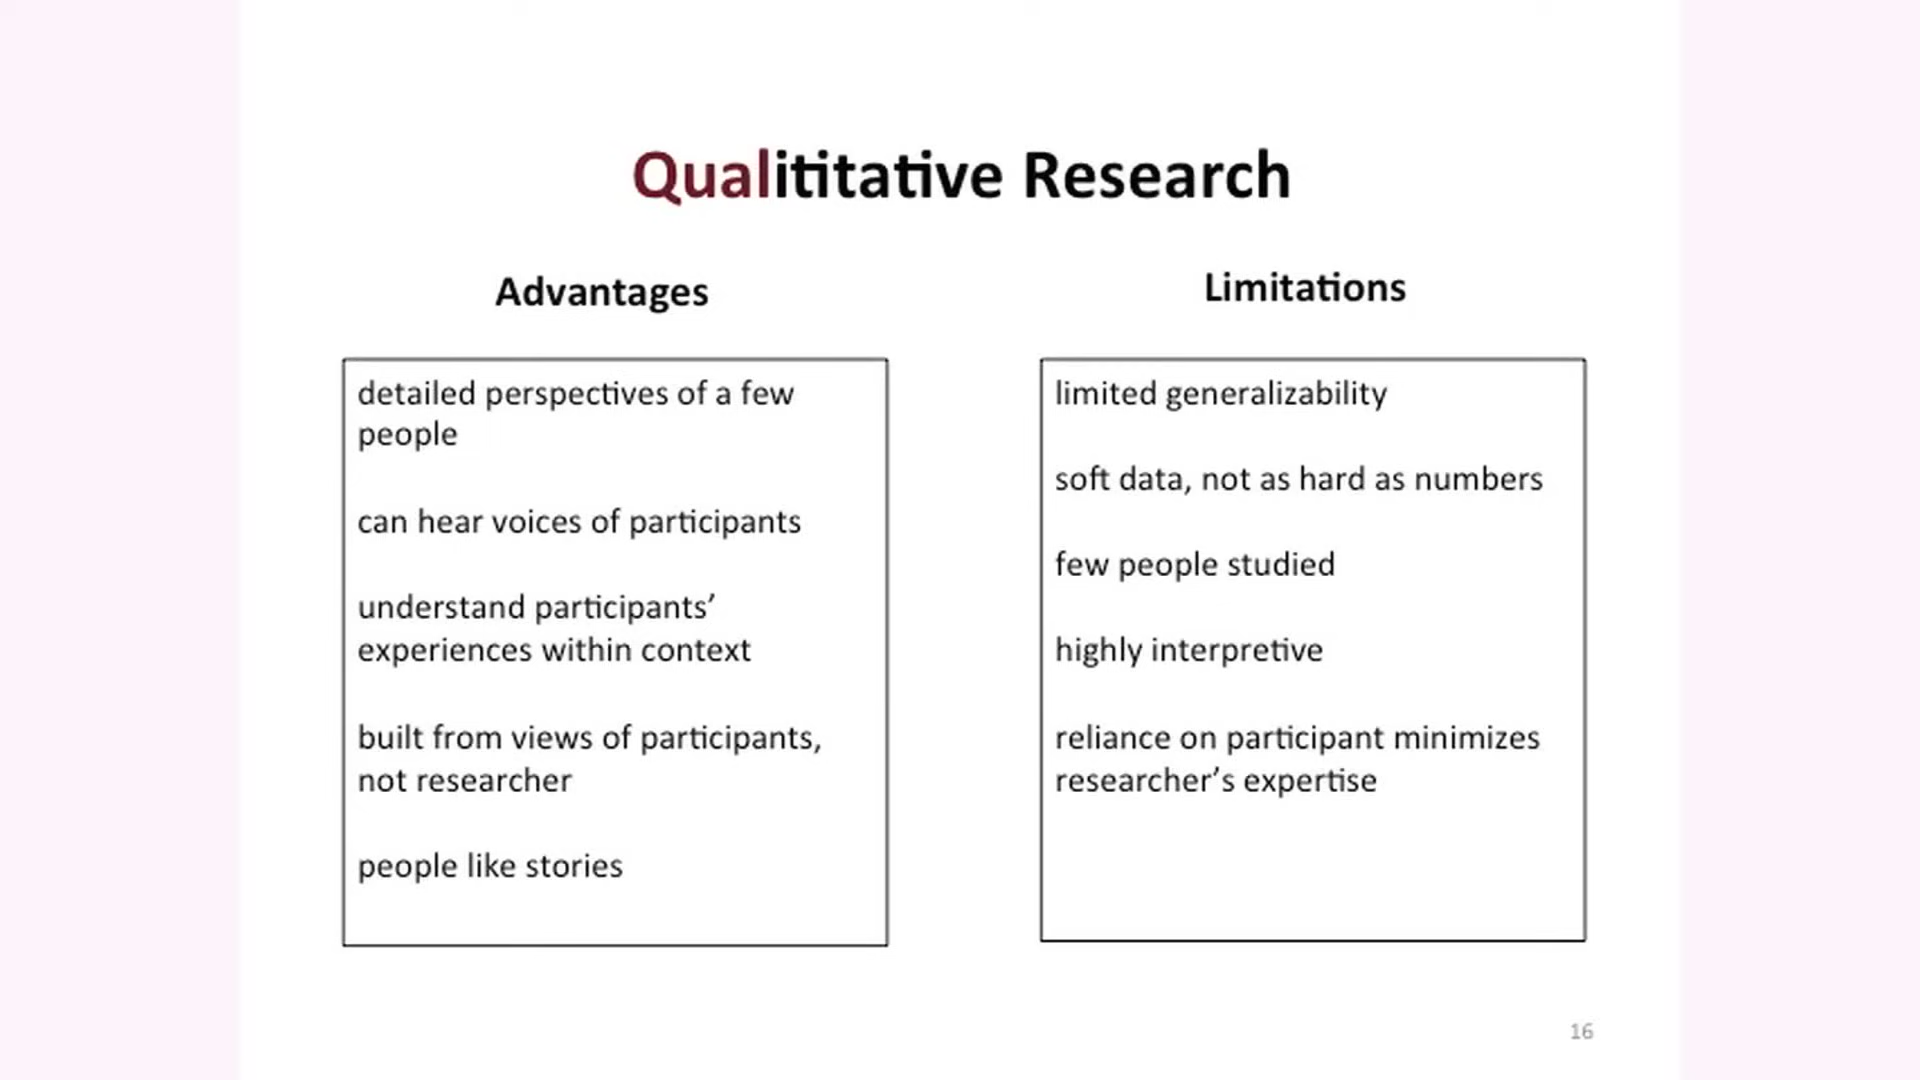 Qualititative Research
Advantages
detailed perspectives of a few
people
can hear voices of participants
understand participants’
experiences within context
built from views of participants,
not researcher
people like stories
Limitations
limited generalizability
soft data, not as hard as numbers
few people studied
highly interpretive
reliance on participant minimizes
researcher’s expertise
16